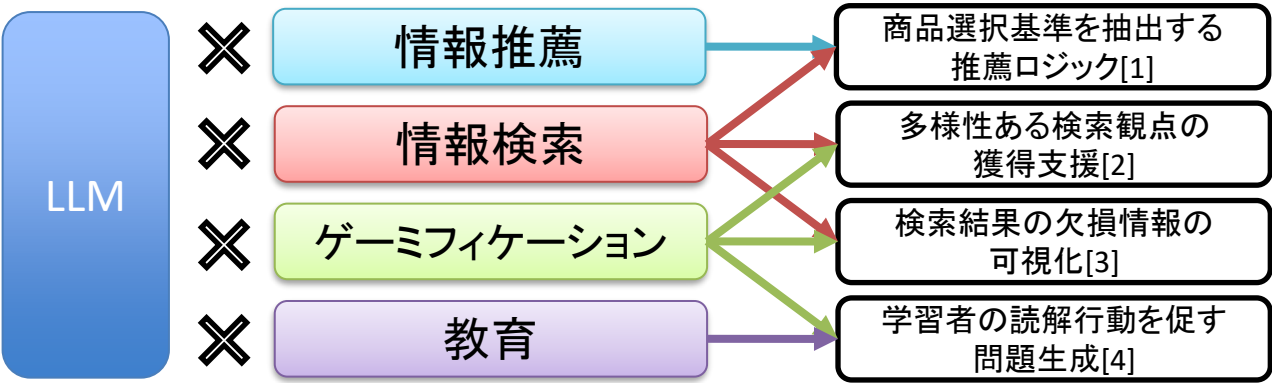 LLM
情報推薦
情報検索
ゲーミフィケーション
教育
商品選択基準を抽出する
推薦ロジック[1]
多様性ある検索観点の
獲得支援[2]
検索結果の欠損情報の
可視化[3]
学習者の読解行動を促す
問題生成[4]